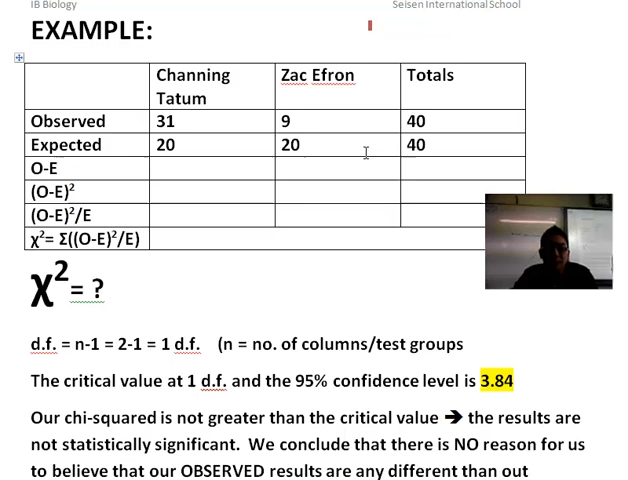 IB Biology Seisen International School
EXAMPLE:
Channing Tatum Zac Efron Totals
Observed 31 9 40
Expected 20 20 40
O-E
(O-E)²
(O-E)²/E
χ²= Σ((O-E)²/E)
χ²= ?
d.f. = n-1 = 2-1 = 1 d.f. (n = no. of columns/test groups
The critical value at 1 d.f. and the 95% confidence level is 3.84
Our chi-squared is not greater than the critical value ➔ the results are
not statistically significant. We conclude that there is NO reason for us
to believe that our OBSERVED results are any different than out